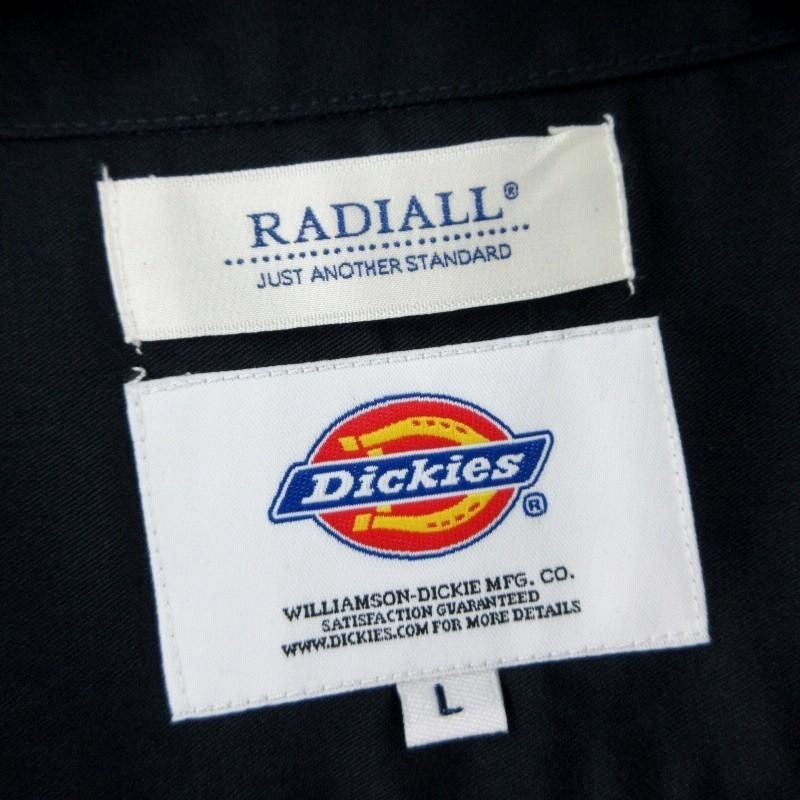 RADIALL®
JUST ANOTHER STANDARD
Dickies®
WILLIAMSON-DICKIE MFG. CO.
SATISFACTION GUARANTEED
WWW.DICKIES.COM FOR MORE DETAILS
L